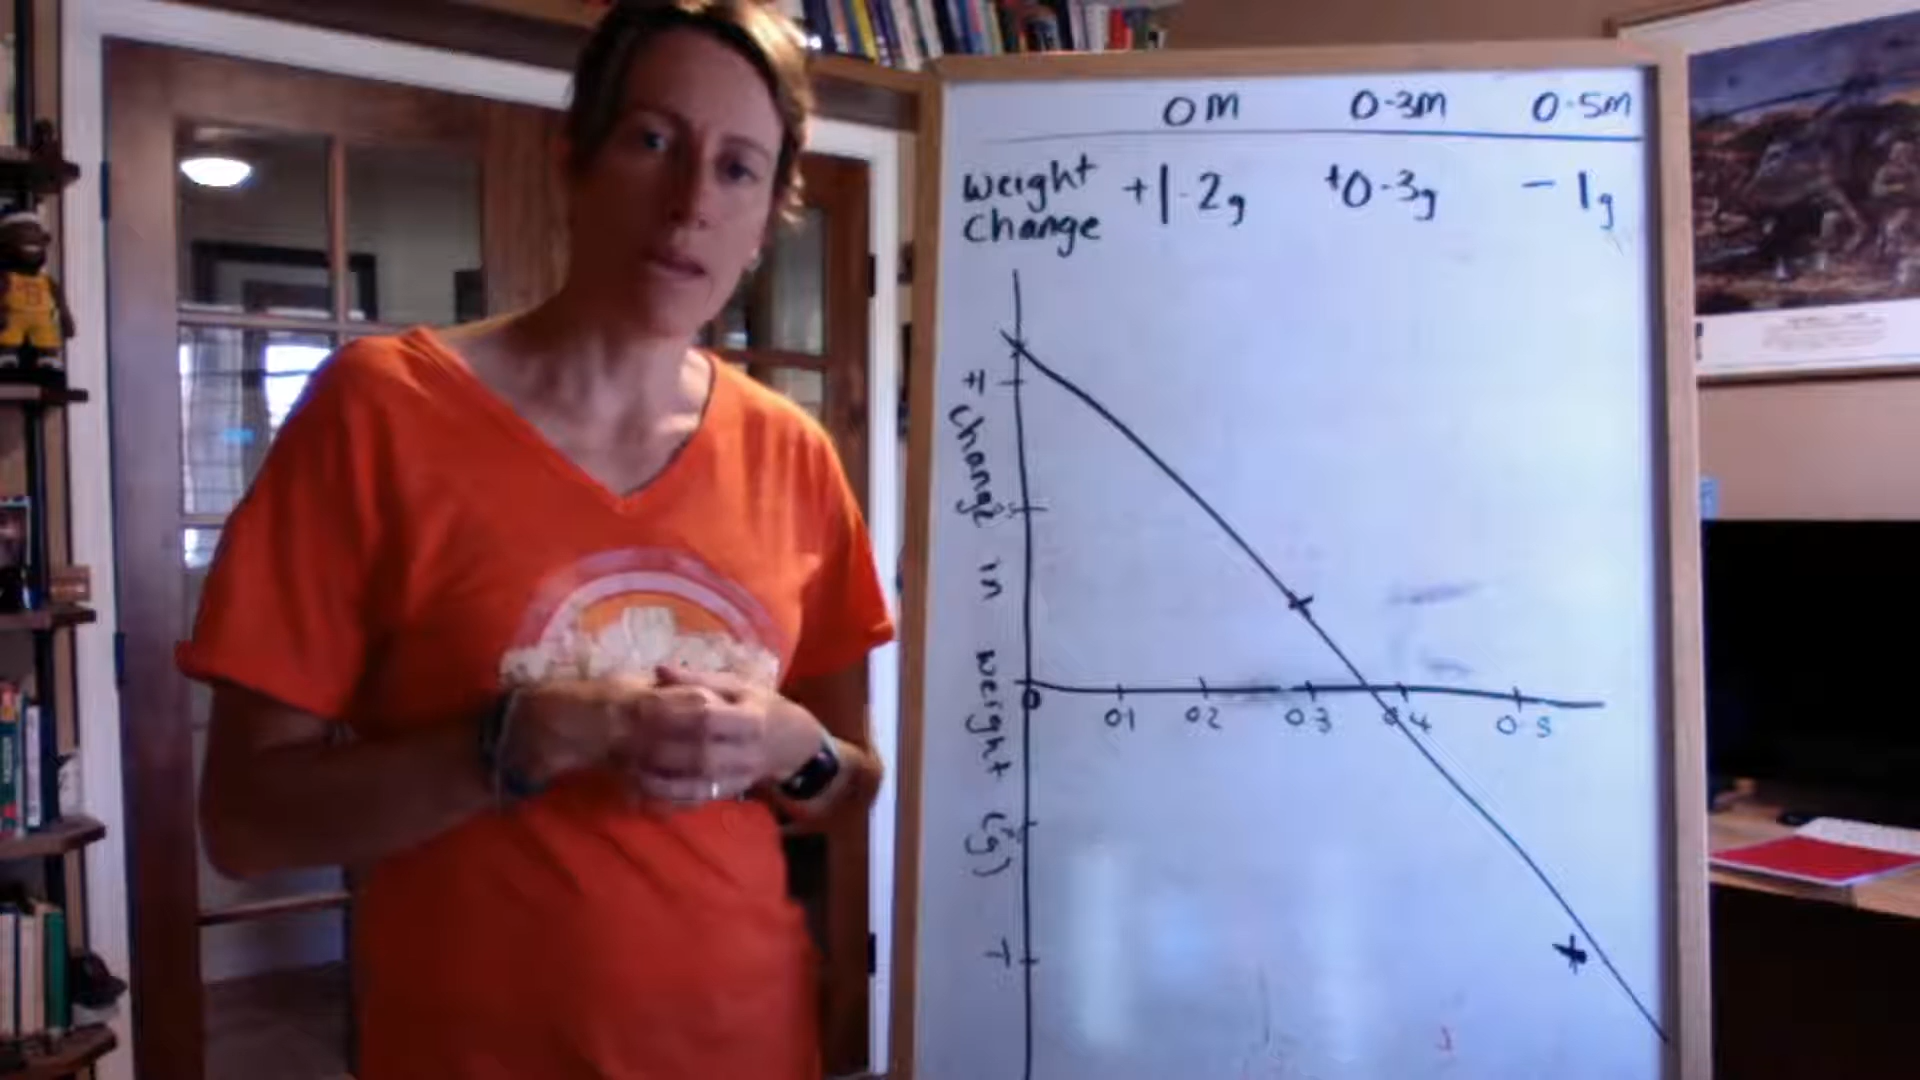 0M 0.3M 0.5M
Weight +1.2g +0.3g -1g
Change
+1
Change in weight (g)
0 0.1 0.2 0.3 0.4 0.5